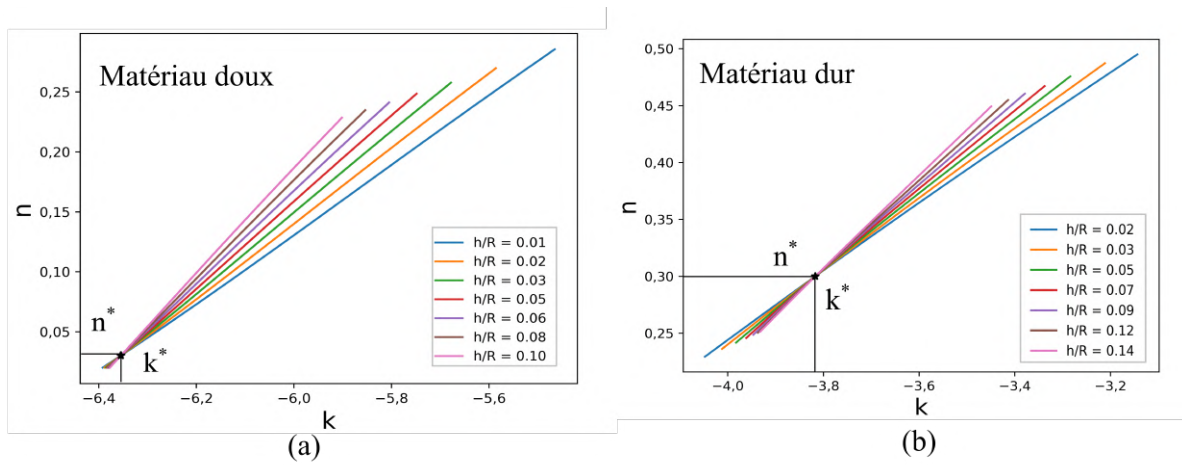 Matériau doux
0,25
0,20
0,15
0,10
0,05
n
n*
k*
h/R = 0.01
h/R = 0.02
h/R = 0.03
h/R = 0.05
h/R = 0.06
h/R = 0.08
h/R = 0.10
−6,4 −6,2 −6,0 −5,8 −5,6
k
(a)
Matériau dur
0,50
0,45
0,40
0,35
0,30
0,25
n
n*
k*
h/R = 0.02
h/R = 0.03
h/R = 0.05
h/R = 0.07
h/R = 0.09
h/R = 0.12
h/R = 0.14
−4,0 −3,8 −3,6 −3,4 −3,2
k
(b)